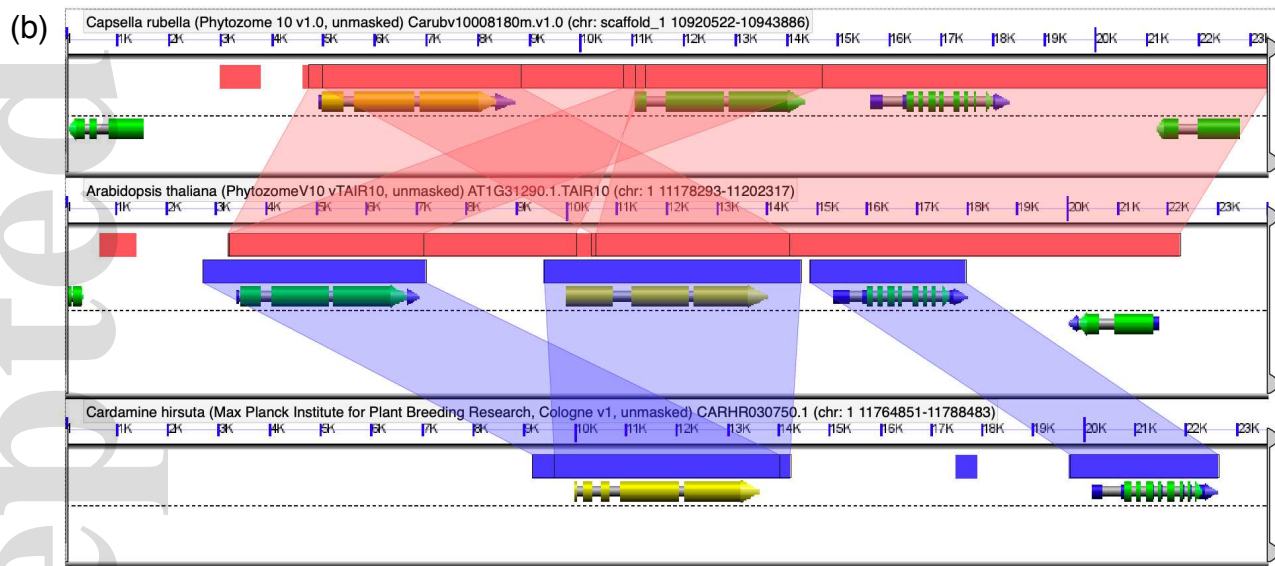 (b)
Capsella rubella (Phytozome 10 v1.0, unmasked) Carubv10008180m.v1.0 (chr: scaffold_1 10920522-10943886)
1 1K 2K 3K 4K 5K 6K 7K 8K 9K 10K 11K 12K 13K 14K 15K 16K 17K 18K 19K 20K 21K 22K 23K
Arabidopsis thaliana (PhytozomeV10 vTAIR10, unmasked) AT1G31290.1.TAIR10 (chr: 1 11178293-11202317)
1 1K 2K 3K 4K 5K 6K 7K 8K 9K 10K 11K 12K 13K 14K 15K 16K 17K 18K 19K 20K 21K 22K 23K
Cardamine hirsuta (Max Planck Institute for Plant Breeding Research, Cologne v1, unmasked) CARHR030750.1 (chr: 1 11764851-11788483)
1 1K 2K 3K 4K 5K 6K 7K 8K 9K 10K 11K 12K 13K 14K 15K 16K 17K 18K 19K 20K 21K 22K 23K
epted